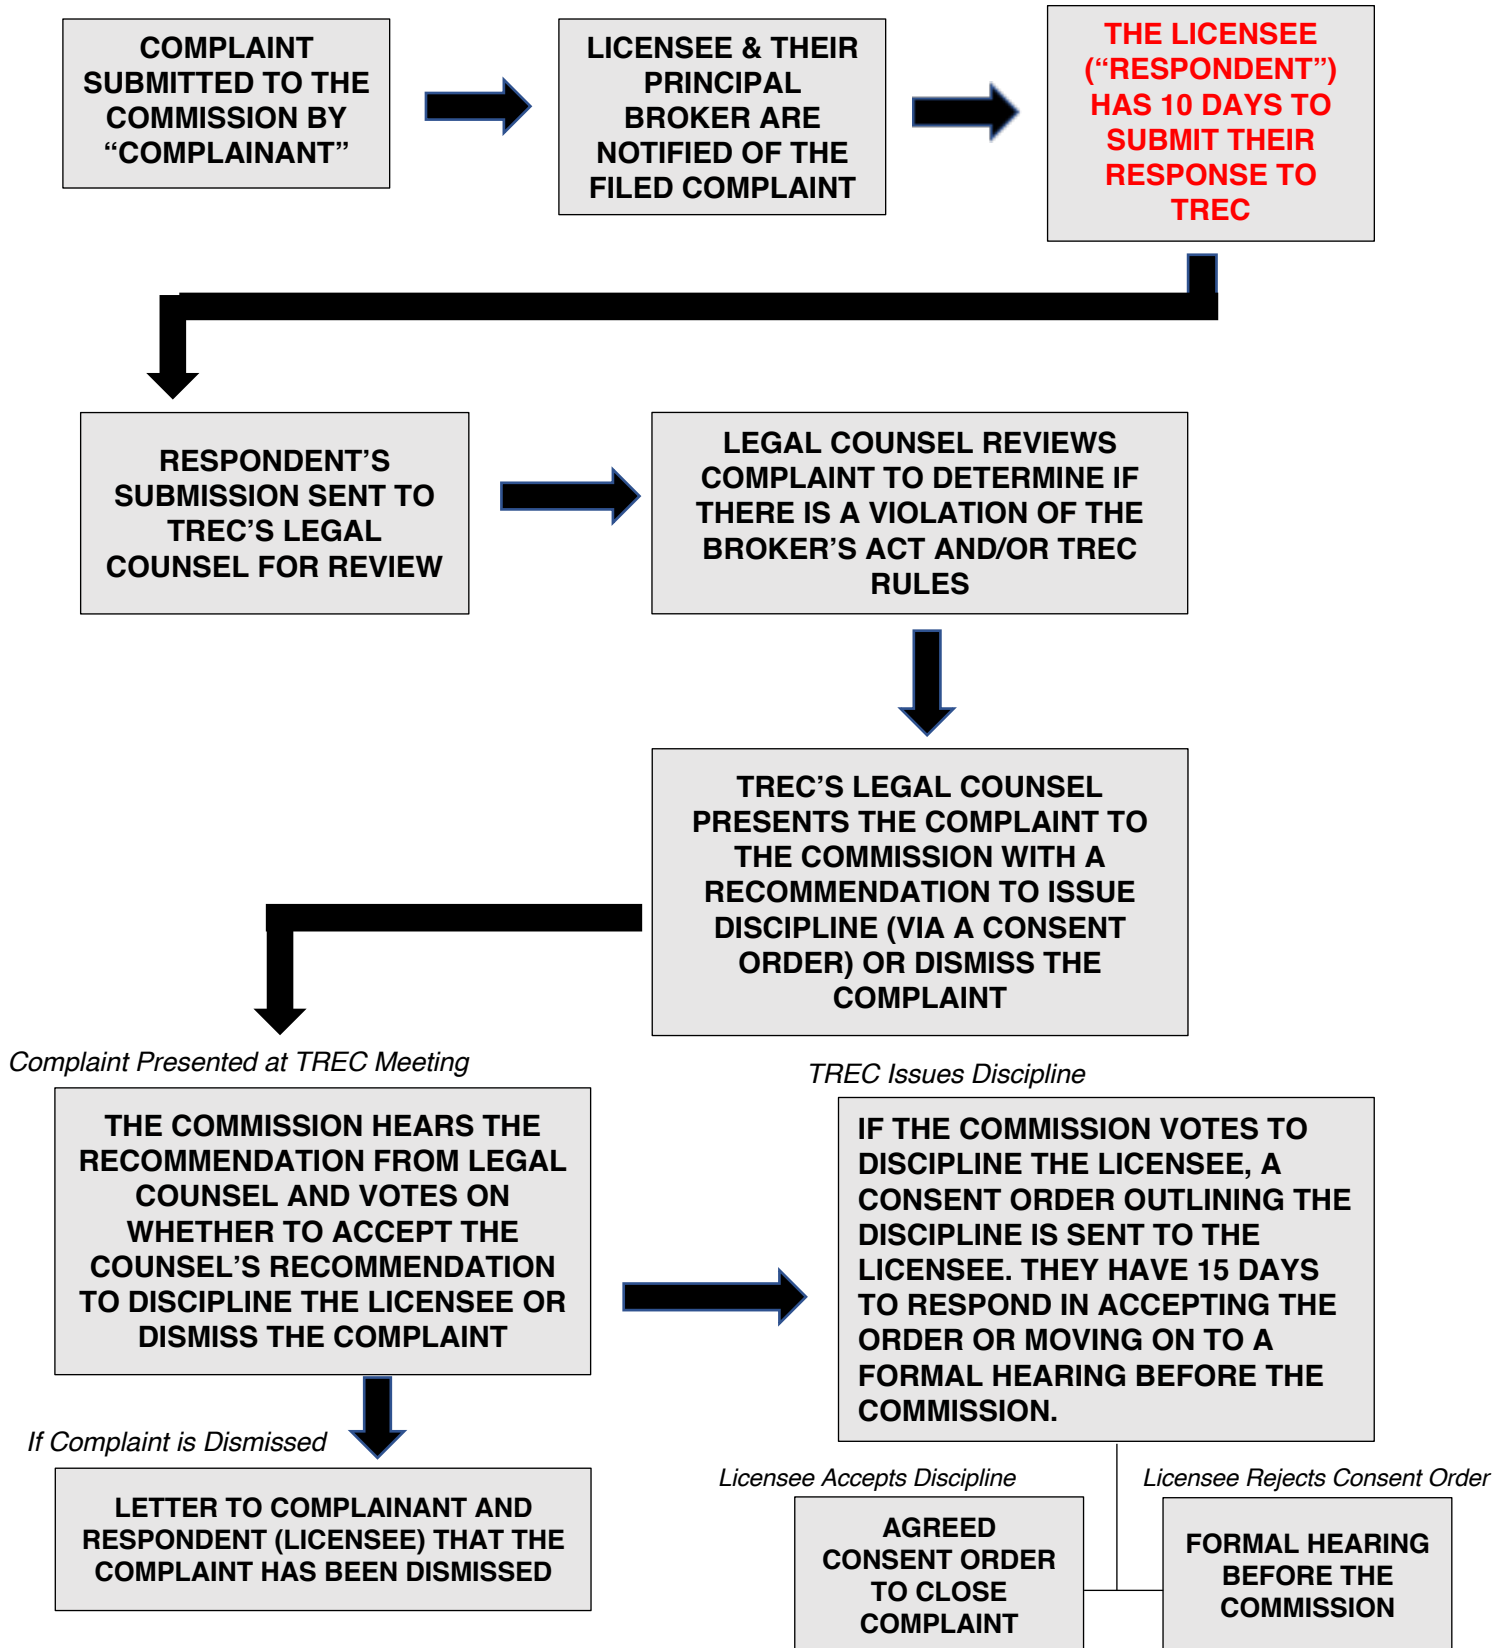 COMPLAINT
SUBMITTED TO THE
COMMISSION BY
“COMPLAINANT”
LICENSEE & THEIR
PRINCIPAL
BROKER ARE
NOTIFIED OF THE
FILED COMPLAINT
THE LICENSEE
(“RESPONDENT”)
HAS 10 DAYS TO
SUBMIT THEIR
RESPONSE TO
TREC
RESPONDENT’S
SUBMISSION SENT TO
TREC’S LEGAL
COUNSEL FOR REVIEW
LEGAL COUNSEL REVIEWS
COMPLAINT TO DETERMINE IF
THERE IS A VIOLATION OF THE
BROKER’S ACT AND/OR TREC
RULES
TREC’S LEGAL COUNSEL
PRESENTS THE COMPLAINT TO
THE COMMISSION WITH A
RECOMMENDATION TO ISSUE
DISCIPLINE (VIA A CONSENT
ORDER) OR DISMISS THE
COMPLAINT
Complaint Presented at TREC Meeting
THE COMMISSION HEARS THE
RECOMMENDATION FROM LEGAL
COUNSEL AND VOTES ON
WHETHER TO ACCEPT THE
COUNSEL’S RECOMMENDATION
TO DISCIPLINE THE LICENSEE OR
DISMISS THE COMPLAINT
TREC Issues Discipline
IF THE COMMISSION VOTES TO
DISCIPLINE THE LICENSEE, A
CONSENT ORDER OUTLINING THE
DISCIPLINE IS SENT TO THE
LICENSEE. THEY HAVE 15 DAYS
TO RESPOND IN ACCEPTING THE
ORDER OR MOVING ON TO A
FORMAL HEARING BEFORE THE
COMMISSION.
If Complaint is Dismissed
LETTER TO COMPLAINANT AND
RESPONDENT (LICENSEE) THAT THE
COMPLAINT HAS BEEN DISMISSED
Licensee Accepts Discipline
AGREED
CONSENT ORDER
TO CLOSE
COMPLAINT
Licensee Rejects Consent Order
FORMAL HEARING
BEFORE THE
COMMISSION